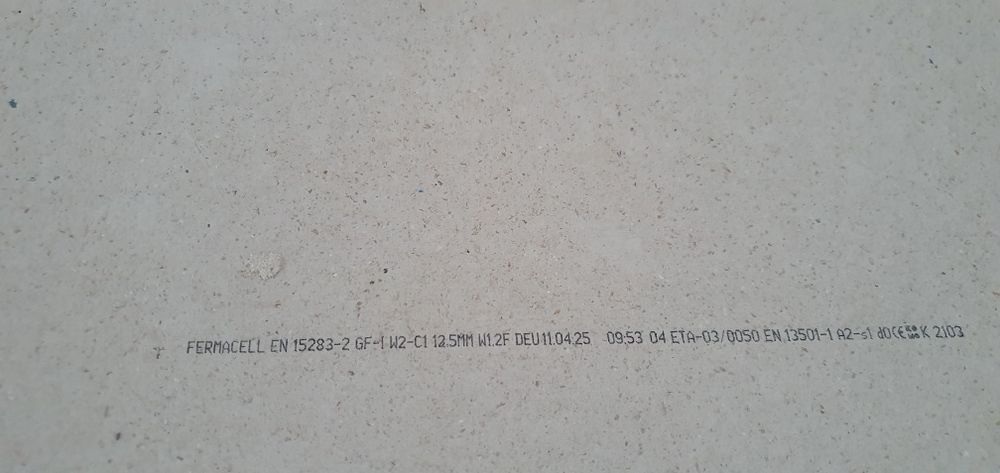 FERMACELL EN 15283-2 GF-I W2-C1 12.5MM W1.2F DEU 11.04.25 09:53 04 ETA-03/0050 EN 13501-1 A2-s1 d0 CE K 2103